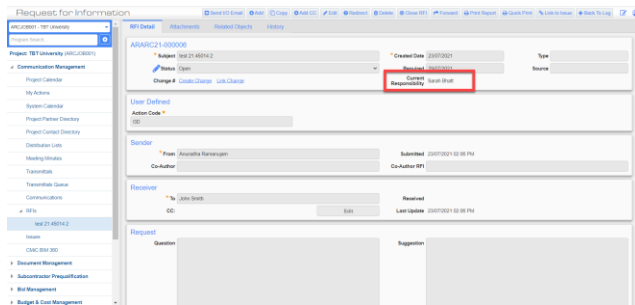 Request for Information
Send I/O Email Add Copy Add CC Edit Redirect Delete Close RFI Forward Print Report Quick Print Link to Issue Back To Log
ARC-JOB001 - TBT University
Program Search
Project: TBT University (ARC-JOB001)
Communication Management
Project Calendar
My Actions
System Calendar
Project Partner Directory
Project Contact Directory
Distribution Lists
Meeting Minutes
Transmittals
Transmittals Queue
Communications
RFIs
test 21 45014 2
Issues
CMiC BIM 360
Document Management
Subcontractor Prequalification
Bid Management
Budget & Cost Management
RFI Detail Attachments Related Objects History
ARARC21-000006
* Subject test 21 45014 2 * Created Date 23/07/2021 Type
Status Open Required Source
Change # Create Change Link Change Current Responsibility Sarah Bhatt
User Defined
Action Code *
Sender
* From Anuradha Ramanujam Submitted 23/07/2021 02:08 PM
Co-Author Co-Author RFI
Receiver
* To John Smith Received
CC: Edit Last Update 23/07/2021 02:08 PM
Request
Question Suggestion